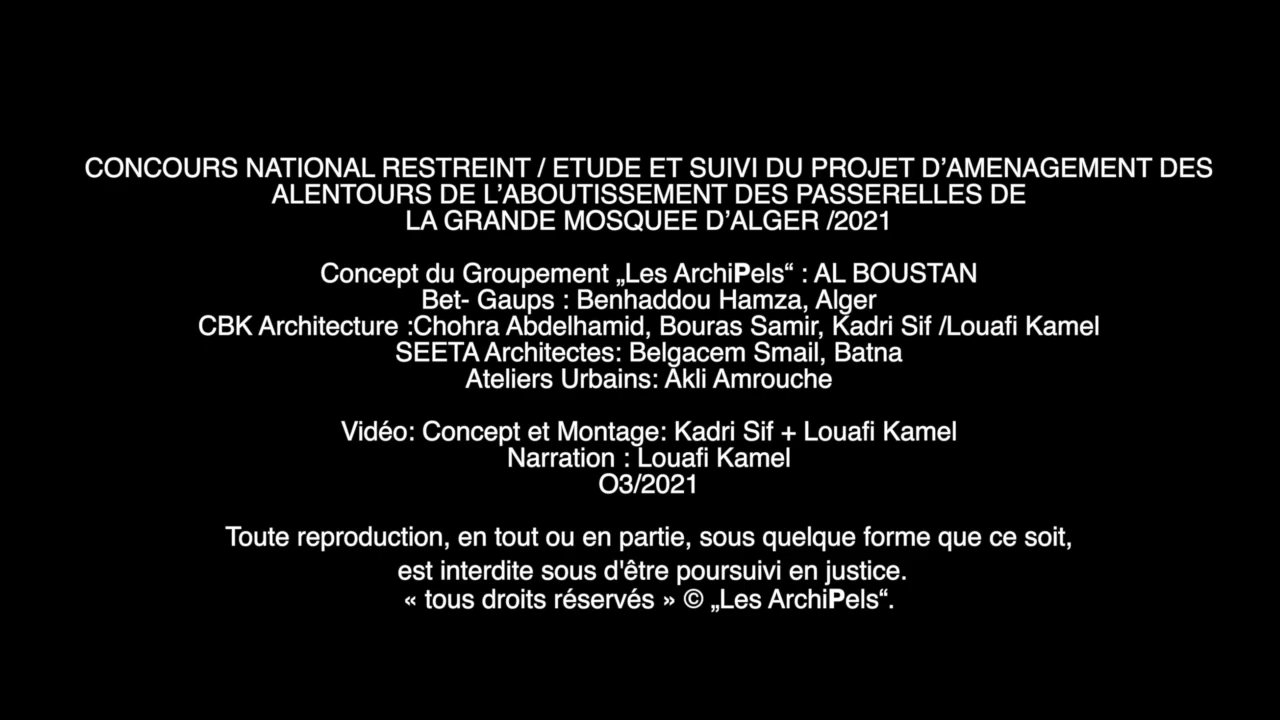 CONCOURS NATIONAL RESTREINT / ETUDE ET SUIVI DU PROJET D’AMENAGEMENT DES
ALENTOURS DE L’ABOUTISSEMENT DES PASSERELLES DE
LA GRANDE MOSQUEE D’ALGER /2021
Concept du Groupement „Les ArchiPels“ : AL BOUSTAN
Bet- Gaups : Benhaddou Hamza, Alger
CBK Architecture :Chohra Abdelhamid, Bouras Samir, Kadri Sif /Louafi Kamel
SEETA Architectes: Belgacem Smail, Batna
Ateliers Urbains: Akli Amrouche
Vidéo: Concept et Montage: Kadri Sif + Louafi Kamel
Narration : Louafi Kamel
O3/2021
Toute reproduction, en tout ou en partie, sous quelque forme que ce soit,
est interdite sous d'être poursuivi en justice.
« tous droits réservés » © „Les ArchiPels“.